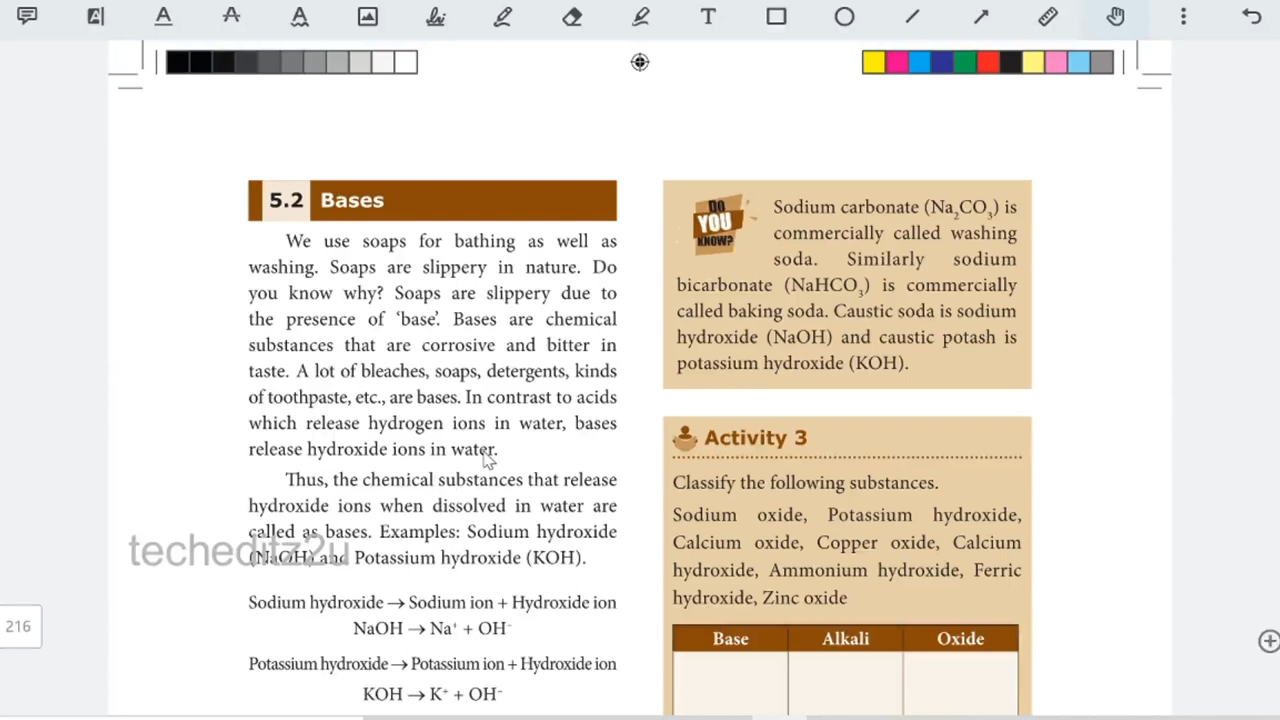 5.2 Bases
We use soaps for bathing as well as
washing. Soaps are slippery in nature. Do
you know why? Soaps are slippery due to
the presence of ‘base’. Bases are chemical
substances that are corrosive and bitter in
taste. A lot of bleaches, soaps, detergents, kinds
of toothpaste, etc., are bases. In contrast to acids
which release hydrogen ions in water, bases
release hydroxide ions in water.
Thus, the chemical substances that release
hydroxide ions when dissolved in water are
called as bases. Examples: Sodium hydroxide
(NaOH) and Potassium hydroxide (KOH).
techeditz2u
Sodium hydroxide → Sodium ion + Hydroxide ion
NaOH → Na⁺ + OH⁻
Potassium hydroxide → Potassium ion + Hydroxide ion
KOH → K⁺ + OH⁻
216
DO
YOU
KNOW?
Sodium carbonate (Na₂CO₃) is
commercially called washing
soda. Similarly sodium
bicarbonate (NaHCO₃) is commercially
called baking soda. Caustic soda is sodium
hydroxide (NaOH) and caustic potash is
potassium hydroxide (KOH).
Activity 3
Classify the following substances.
Sodium oxide, Potassium hydroxide,
Calcium oxide, Copper oxide, Calcium
hydroxide, Ammonium hydroxide, Ferric
hydroxide, Zinc oxide
Base Alkali Oxide